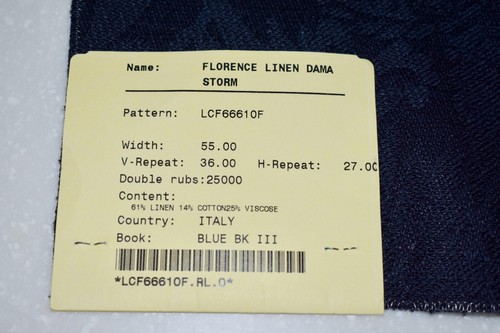 Name: FLORENCE LINEN DAMA
STORM
Pattern: LCF66610F
Width: 55.00
V-Repeat: 36.00 H-Repeat: 27.00
Double rubs:25000
Content:
61% LINEN 14% COTTON25% VISCOSE
Country: ITALY
Book: BLUE BK III
*LCF66610F.RL.0*